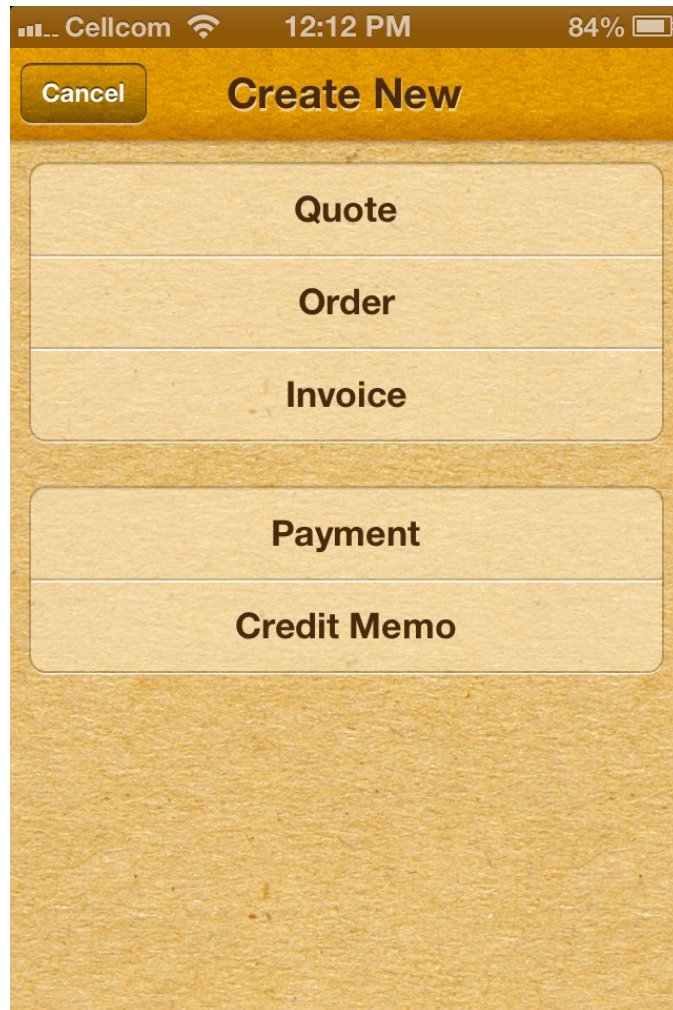 Cellcom 12:12 PM 84%
Cancel Create New
Quote
Order
Invoice
Payment
Credit Memo